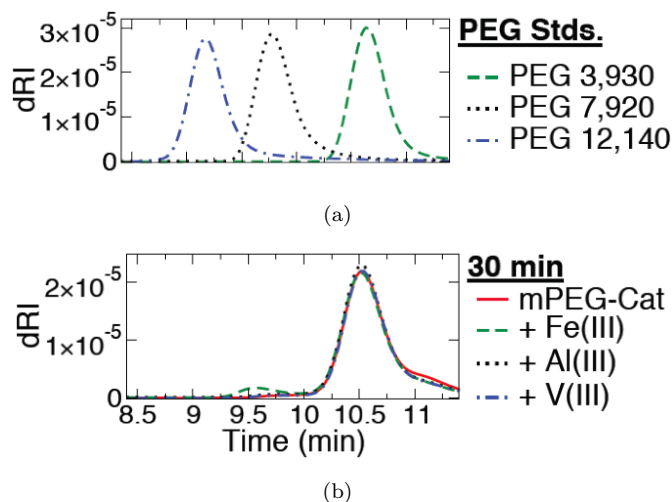 3×10⁻⁵
2×10⁻⁵
1×10⁻⁵
0
dRI
PEG Stds.
PEG 3,930
PEG 7,920
PEG 12,140
(a)
2×10⁻⁵
1×10⁻⁵
0
dRI
8.5 9 9.5 10 10.5 11
Time (min)
30 min
mPEG-Cat
+ Fe(III)
+ Al(III)
+ V(III)
(b)